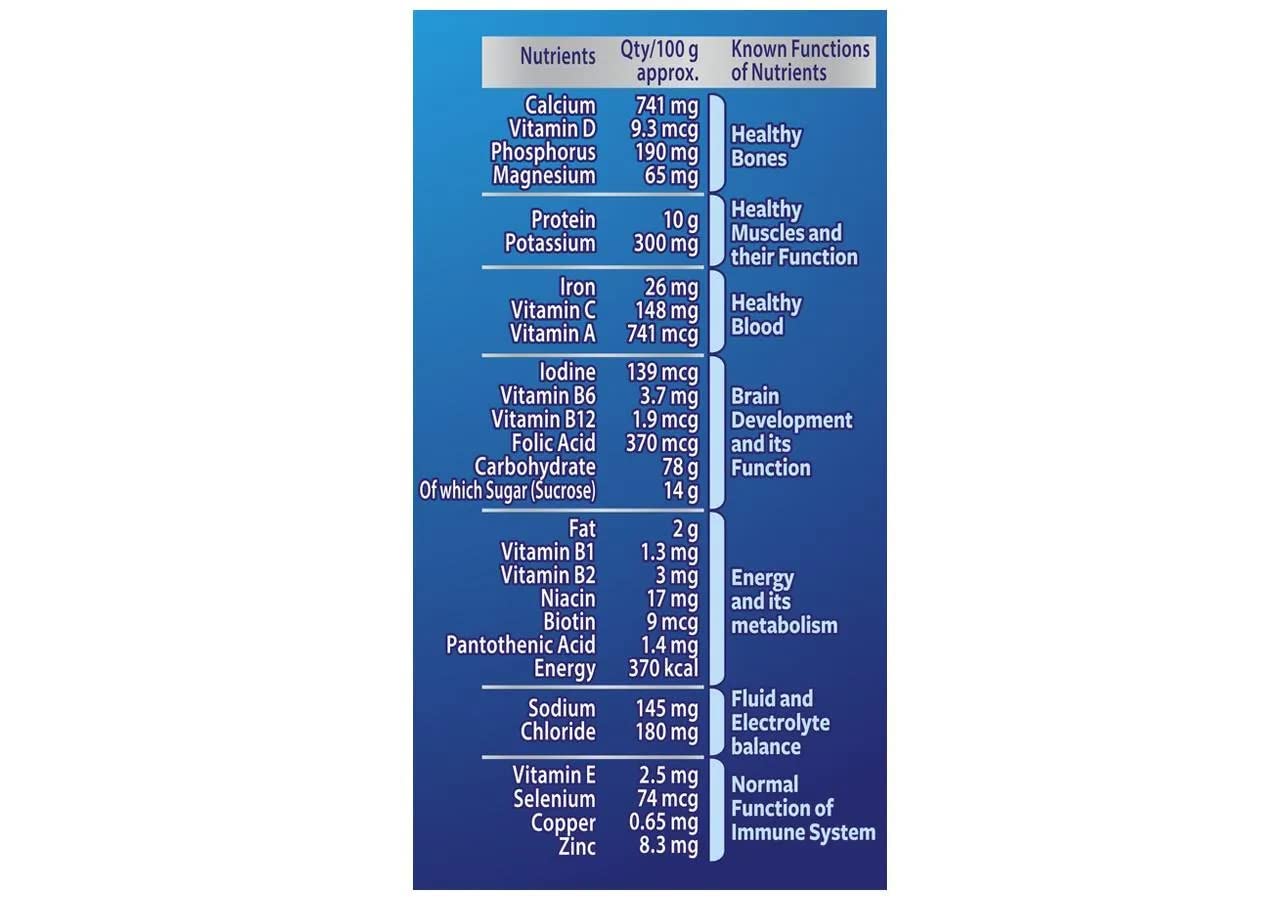 Nutrients Qty/100 g Known Functions
approx. of Nutrients
Calcium 741 mg
Vitamin D 9.3 mcg
Phosphorus 190 mg
Magnesium 65 mg
Healthy
Bones
Protein 10 g
Potassium 300 mg
Healthy
Muscles and
their Function
Iron 26 mg
Vitamin C 148 mg
Vitamin A 741 mcg
Healthy
Blood
Iodine 139 mcg
Vitamin B6 3.7 mg
Vitamin B12 1.9 mcg
Folic Acid 370 mcg
Carbohydrate 78 g
Of which Sugar (Sucrose) 14 g
Brain
Development
and its
Function
Fat 2 g
Vitamin B1 1.3 mg
Vitamin B2 3 mg
Niacin 17 mg
Biotin 9 mcg
Pantothenic Acid 1.4 mg
Energy 370 kcal
Energy
and its
metabolism
Sodium 145 mg
Chloride 180 mg
Fluid and
Electrolyte
balance
Vitamin E 2.5 mg
Selenium 74 mcg
Copper 0.65 mg
Zinc 8.3 mg
Normal
Function of
Immune System